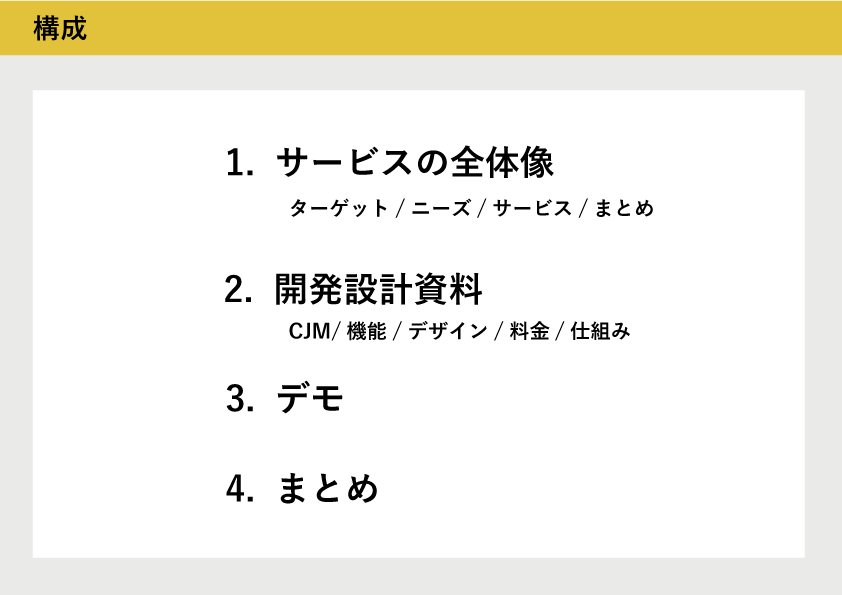 構成
1. サービスの全体像
ターゲット / ニーズ / サービス / まとめ
2. 開発設計資料
CJM/ 機能 / デザイン / 料金 / 仕組み
3. デモ
4. まとめ